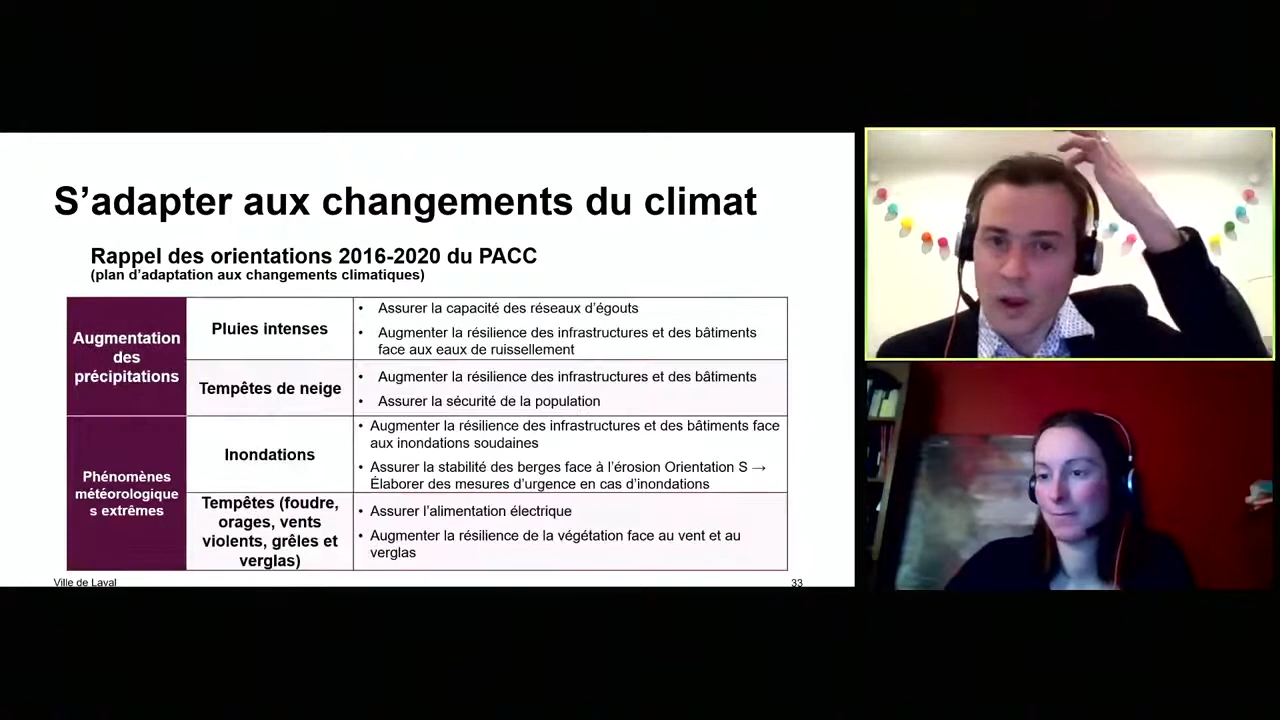 S’adapter aux changements du climat
Rappel des orientations 2016-2020 du PACC
(plan d’adaptation aux changements climatiques)
Augmentation
des
précipitations
Pluies intenses
• Assurer la capacité des réseaux d’égouts
• Augmenter la résilience des infrastructures et des bâtiments
face aux eaux de ruissellement
Tempêtes de neige
• Augmenter la résilience des infrastructures et des bâtiments
• Assurer la sécurité de la population
Phénomènes
météorologique
s extrêmes
Inondations
• Augmenter la résilience des infrastructures et des bâtiments face
aux inondations soudaines
• Assurer la stabilité des berges face à l’érosion Orientation S →
Élaborer des mesures d’urgence en cas d’inondations
Tempêtes (foudre,
orages, vents
violents, grêles et
verglas)
• Assurer l’alimentation électrique
• Augmenter la résilience de la végétation face au vent et au
verglas
Ville de Laval
33